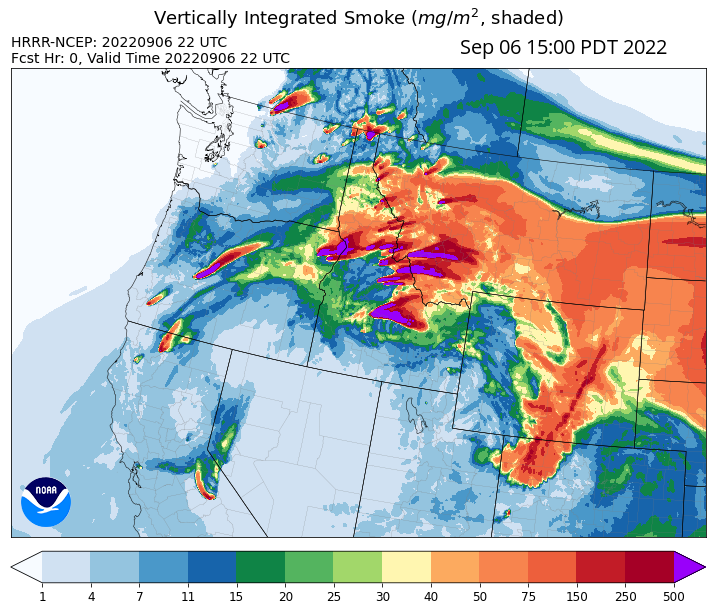 Vertically Integrated Smoke (mg/m², shaded)
HRRR-NCEP: 20220906 22 UTC
Sep 06 15:00 PDT 2022
Fcst Hr: 0, Valid Time 20220906 22 UTC
NOAA
1 4 7 11 15 20 25 30 40 50 75 150 250 500